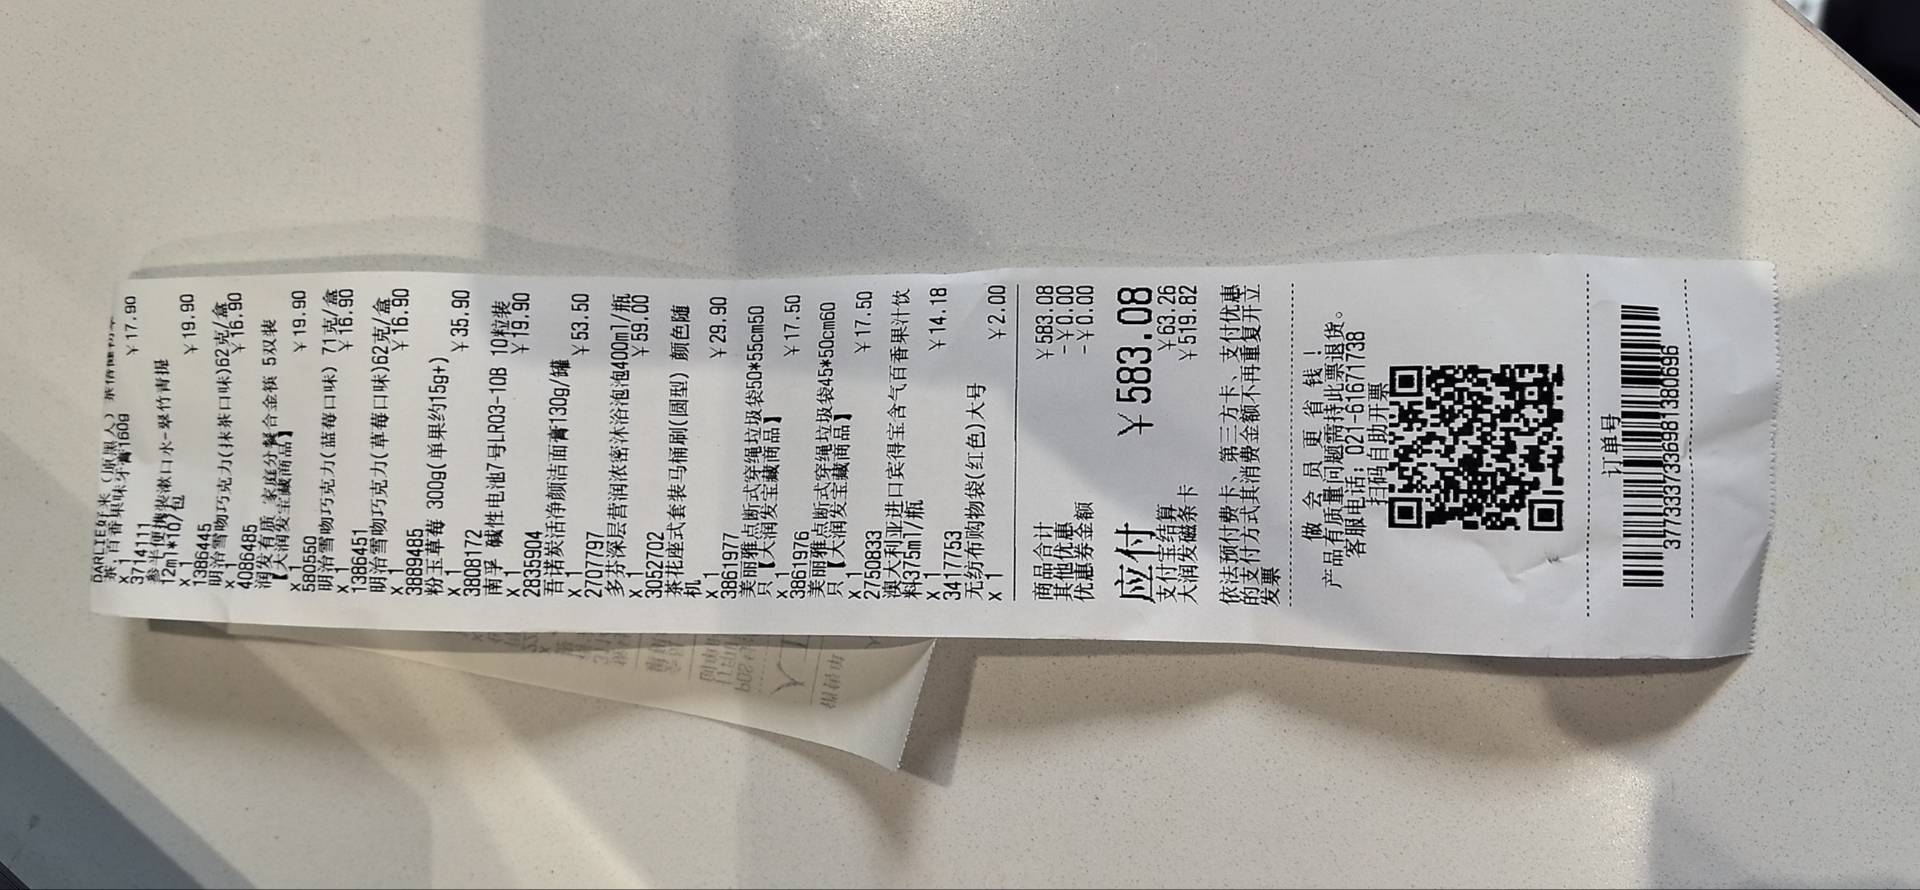 DARLIE好来(原黑人)
茶百香果味牙膏160g
x 1 ￥17.90
3714111
参半便携装漱口水-翠竹青提
12ml*10/包
x 1 ￥19.90
1386445
明治雪吻巧克力(抹茶口味)62克/盒
x 1 ￥16.90
4086485
润发有质 家庭分餐合金筷 5双装
【大润发宝藏商品】
x 1 ￥19.90
580550
明治雪吻巧克力(蓝莓口味) 71克/盒
x 1 ￥16.90
1386451
明治雪吻巧克力(草莓口味)62克/盒
x 1 ￥16.90
3889485
粉玉草莓 300g(单果约15g+)
x 1 ￥35.90
3808172
南孚 碱性电池7号LR03-10B 10粒装
x 1 ￥19.90
2835904
吾诺炭活净颜洁面膏130g/罐
x 1 ￥53.50
2707797
多芬深层营润浓密沐浴泡泡400ml/瓶
x 1 ￥59.00
3052702
茶花座式套装马桶刷(圆型) 颜色随
机
x 1 ￥29.90
3861977
美丽雅点断式穿绳垃圾袋50*55cm50
只【大润发宝藏商品】
x 1 ￥17.50
3861976
美丽雅点断式穿绳垃圾袋45*50cm60
只【大润发宝藏商品】
x 1 ￥17.50
2750833
澳大利亚进口宾得宝含气百香果汁饮
料375ml/瓶
x 1 ￥14.18
3417753
无纺布购物袋(红色)大号
x 1 ￥2.00
商品合计 ￥583.08
其他优惠 -￥0.00
优惠券金额 -￥0.00
应付 ￥583.08
支付宝结算 ￥63.26
大润发磁条卡 ￥519.82
依法预付费卡、第三方卡、支付优惠
的支付方式其消费金额不再重复开立
发票
做 会 员 更 省 钱 !
产品有质量问题需持此票退货。
客服电话: 021-61671738
扫码自助开票
订单号
377333733698138069​6